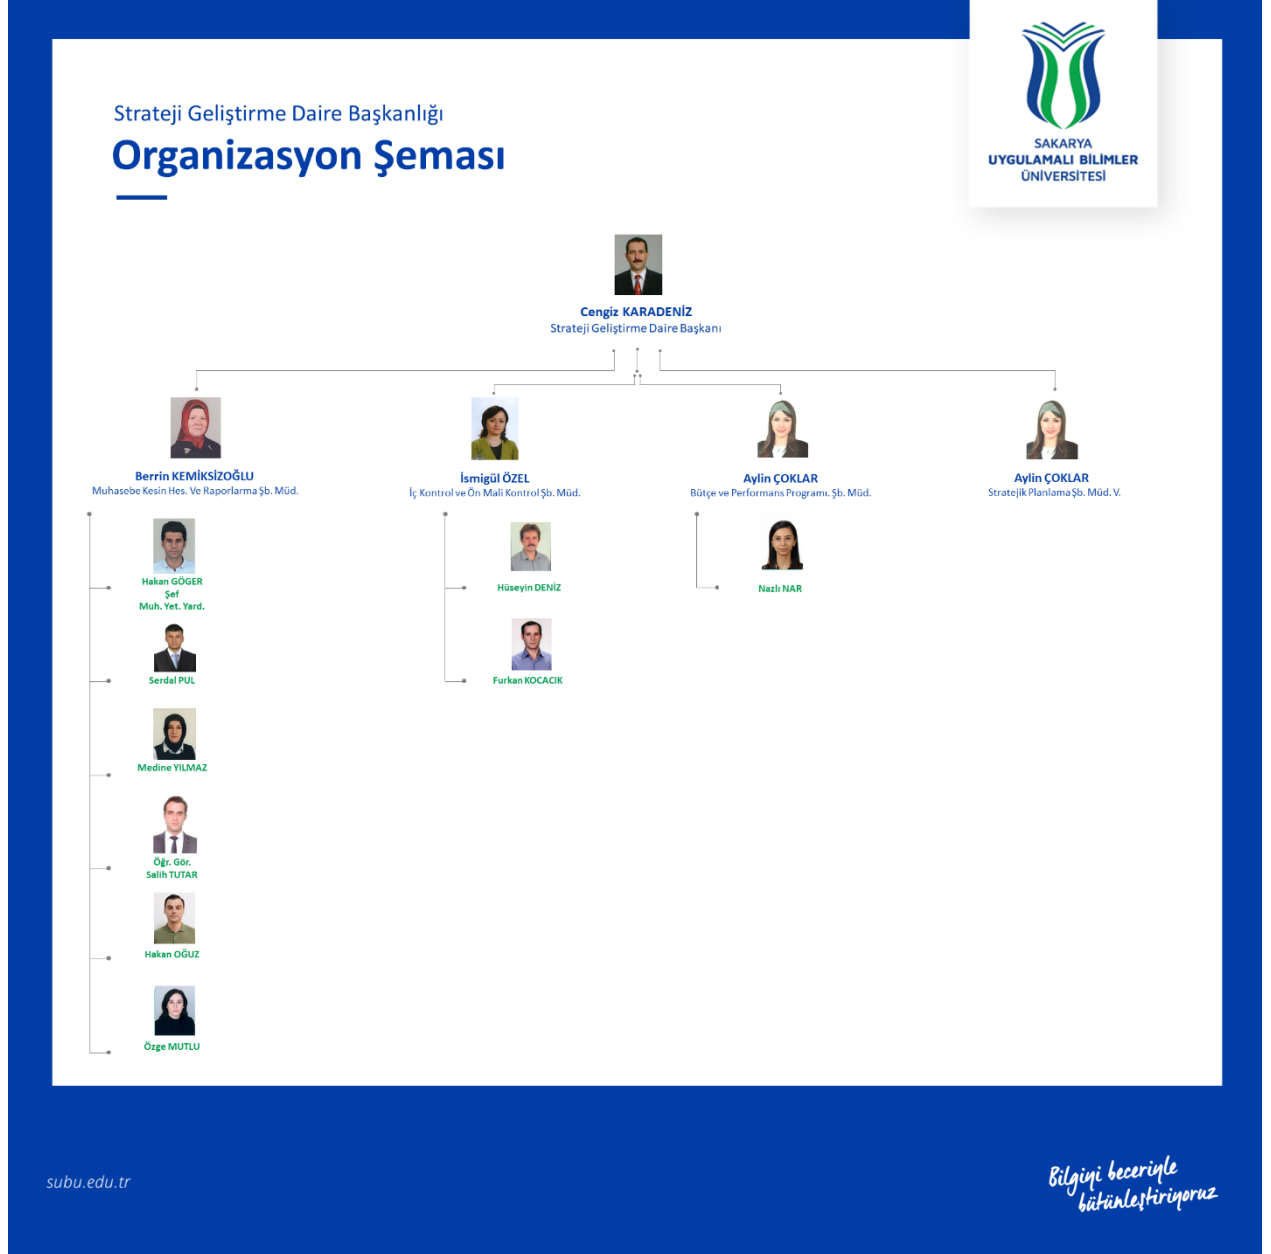 Strateji Geliştirme Daire Başkanlığı
Organizasyon Şeması
SAKARYA
UYGULAMALI BİLİMLER
ÜNİVERSİTESİ
Cengiz KARADENİZ
Strateji Geliştirme Daire Başkanı
Berrin KEMİKSİZOĞLU
Muhasebe Kesin Hes. Ve Raporlarma Şb. Müd.
İsmigül ÖZEL
İç Kontrol ve Ön Mali Kontrol Şb. Müd.
Aylin ÇOKLAR
Bütçe ve Performans Programı. Şb. Müd.
Aylin ÇOKLAR
Stratejik Planlama Şb. Müd. V.
Hakan GÖGER
Şef
Muh. Yet. Yard.
Serdal PUL
Medine YILMAZ
Öğr. Gör.
Salih TUTAR
Hakan OĞUZ
Özge MUTLU
Hüseyin DENİZ
Furkan KOCACIK
Nazlı NAR
subu.edu.tr
Bilgiyi beceriyle
bütünleştiriyoruz